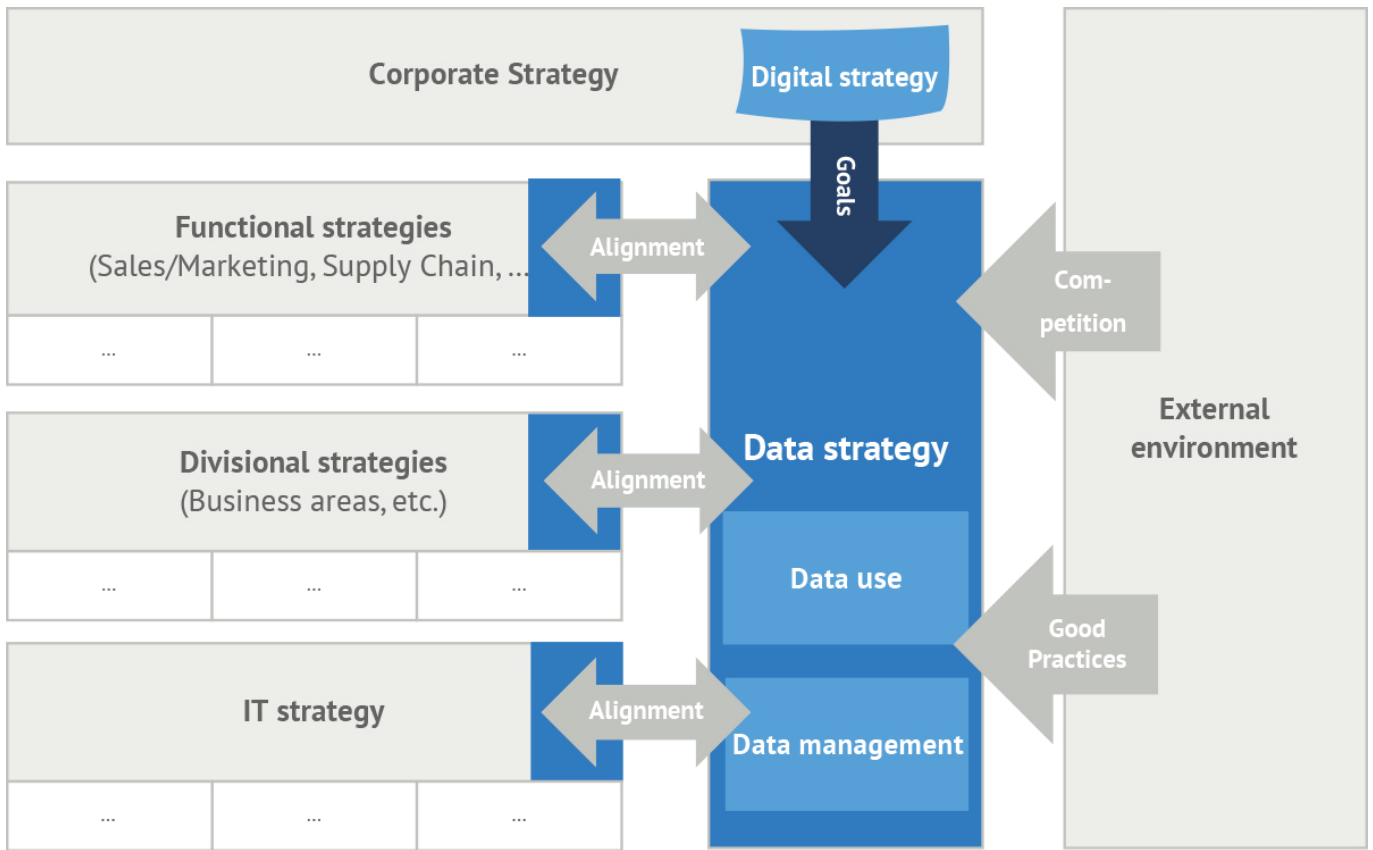 Corporate Strategy
Digital strategy
Goals
Functional strategies
(Sales/Marketing, Supply Chain, ...
Alignment
... ... ...
Com-
petition
Divisional strategies
(Business areas, etc.)
Alignment
... ... ...
Data strategy
Data use
External
environment
Good
Practices
IT strategy
Alignment
... ... ...
Data management